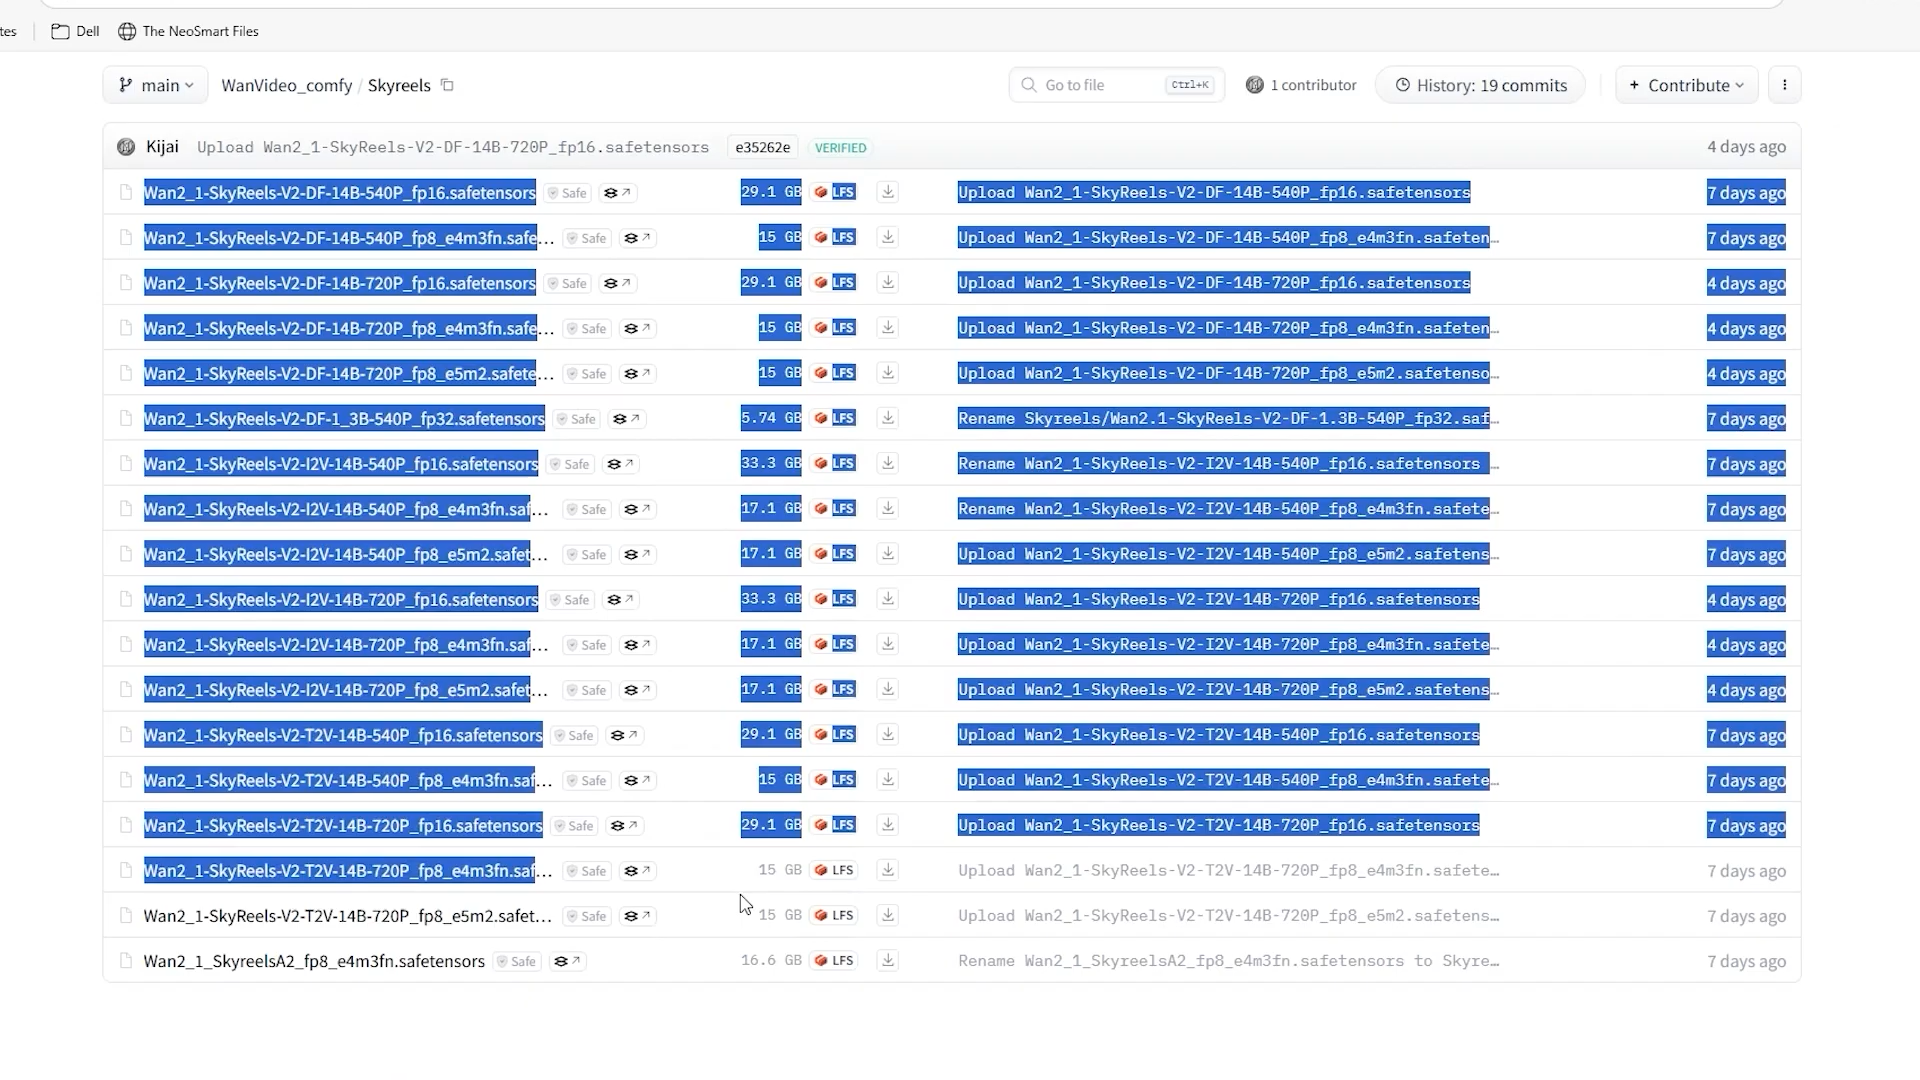 tes Dell The NeoSmart Files
main WanVideo_comfy / Skyreels Go to file Ctrl+K 1 contributor History: 19 commits + Contribute
Kijai Upload Wan2_1-SkyReels-V2-DF-14B-720P_fp16.safetensors e35262e VERIFIED 4 days ago
Wan2_1-SkyReels-V2-DF-14B-540P_fp16.safetensors Safe 29.1 GB LFS Upload Wan2_1-SkyReels-V2-DF-14B-540P_fp16.safetensors 7 days ago
Wan2_1-SkyReels-V2-DF-14B-540P_fp8_e4m3fn.safe... Safe 15 GB LFS Upload Wan2_1-SkyReels-V2-DF-14B-540P_fp8_e4m3fn.safeten... 7 days ago
Wan2_1-SkyReels-V2-DF-14B-720P_fp16.safetensors Safe 29.1 GB LFS Upload Wan2_1-SkyReels-V2-DF-14B-720P_fp16.safetensors 4 days ago
Wan2_1-SkyReels-V2-DF-14B-720P_fp8_e4m3fn.safe... Safe 15 GB LFS Upload Wan2_1-SkyReels-V2-DF-14B-720P_fp8_e4m3fn.safeten... 4 days ago
Wan2_1-SkyReels-V2-DF-14B-720P_fp8_e5m2.safete... Safe 15 GB LFS Upload Wan2_1-SkyReels-V2-DF-14B-720P_fp8_e5m2.safetenso... 4 days ago
Wan2_1-SkyReels-V2-DF-1_3B-540P_fp32.safetensors Safe 5.74 GB LFS Rename Skyreels/Wan2.1-SkyReels-V2-DF-1.3B-540P_fp32.saf... 7 days ago
Wan2_1-SkyReels-V2-I2V-14B-540P_fp16.safetensors Safe 33.3 GB LFS Rename Wan2_1-SkyReels-V2-I2V-14B-540P_fp16.safetensors ... 7 days ago
Wan2_1-SkyReels-V2-I2V-14B-540P_fp8_e4m3fn.saf... Safe 17.1 GB LFS Rename Wan2_1-SkyReels-V2-I2V-14B-540P_fp8_e4m3fn.safete... 7 days ago
Wan2_1-SkyReels-V2-I2V-14B-540P_fp8_e5m2.safet... Safe 17.1 GB LFS Upload Wan2_1-SkyReels-V2-I2V-14B-540P_fp8_e5m2.safetens... 7 days ago
Wan2_1-SkyReels-V2-I2V-14B-720P_fp16.safetensors Safe 33.3 GB LFS Upload Wan2_1-SkyReels-V2-I2V-14B-720P_fp16.safetensors 4 days ago
Wan2_1-SkyReels-V2-I2V-14B-720P_fp8_e4m3fn.saf... Safe 17.1 GB LFS Upload Wan2_1-SkyReels-V2-I2V-14B-720P_fp8_e4m3fn.safete... 4 days ago
Wan2_1-SkyReels-V2-I2V-14B-720P_fp8_e5m2.safet... Safe 17.1 GB LFS Upload Wan2_1-SkyReels-V2-I2V-14B-720P_fp8_e5m2.safetens... 4 days ago
Wan2_1-SkyReels-V2-T2V-14B-540P_fp16.safetensors Safe 29.1 GB LFS Upload Wan2_1-SkyReels-V2-T2V-14B-540P_fp16.safetensors 7 days ago
Wan2_1-SkyReels-V2-T2V-14B-540P_fp8_e4m3fn.saf... Safe 15 GB LFS Upload Wan2_1-SkyReels-V2-T2V-14B-540P_fp8_e4m3fn.safete... 7 days ago
Wan2_1-SkyReels-V2-T2V-14B-720P_fp16.safetensors Safe 29.1 GB LFS Upload Wan2_1-SkyReels-V2-T2V-14B-720P_fp16.safetensors 7 days ago
Wan2_1-SkyReels-V2-T2V-14B-720P_fp8_e4m3fn.saf... Safe 15 GB LFS Upload Wan2_1-SkyReels-V2-T2V-14B-720P_fp8_e4m3fn.safete... 7 days ago
Wan2_1-SkyReels-V2-T2V-14B-720P_fp8_e5m2.safet... Safe 15 GB LFS Upload Wan2_1-SkyReels-V2-T2V-14B-720P_fp8_e5m2.safetens... 7 days ago
Wan2_1_SkyreelsA2_fp8_e4m3fn.safetensors Safe 16.6 GB LFS Rename Wan2_1_SkyreelsA2_fp8_e4m3fn.safetensors to Skyre... 7 days ago